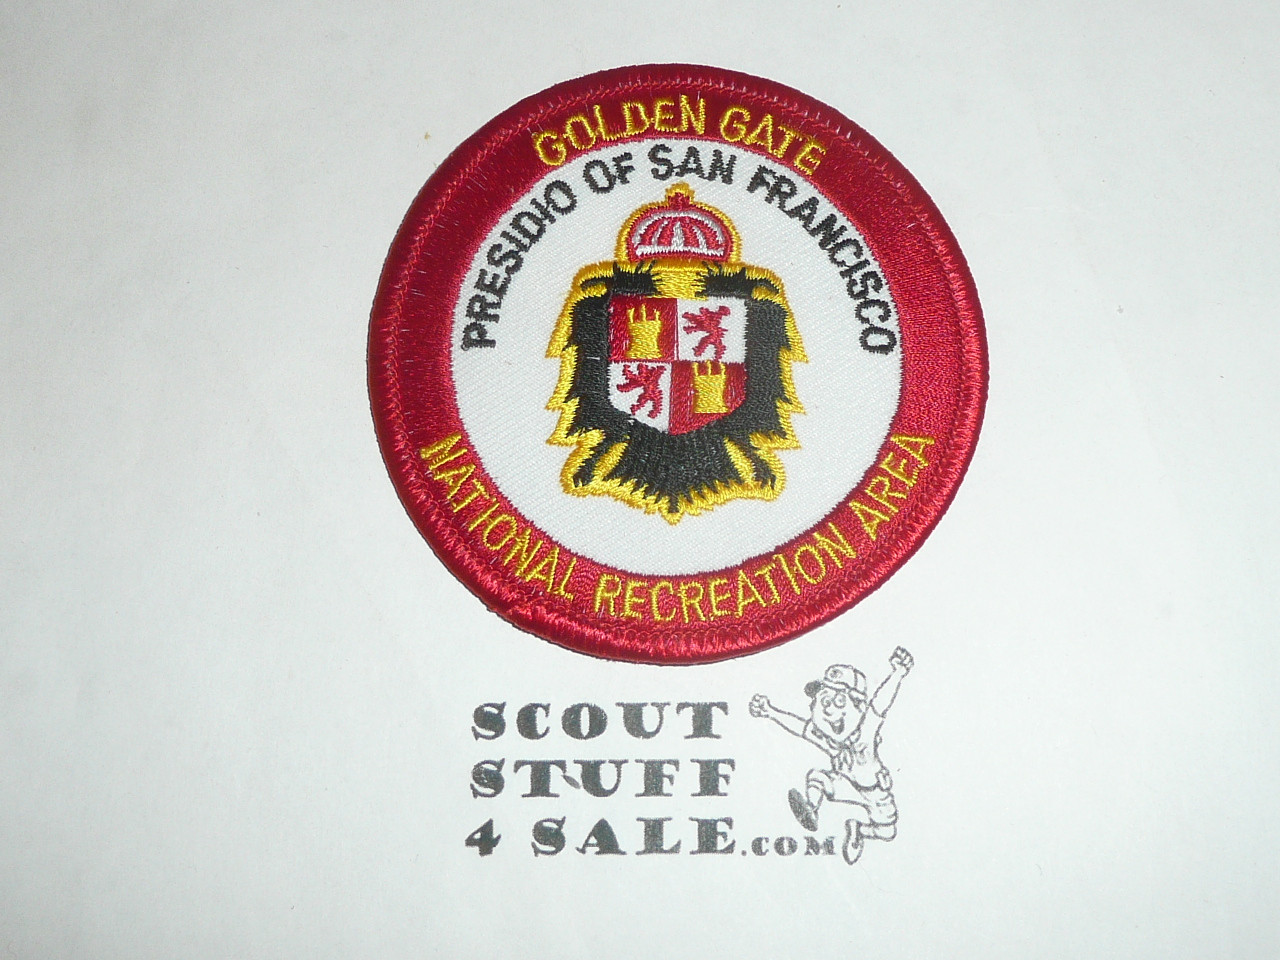 GOLDEN GATE
PRESIDIO OF SAN FRANCISCO
NATIONAL RECREATION AREA
SCOUT
STUFF
4 SALE.COM